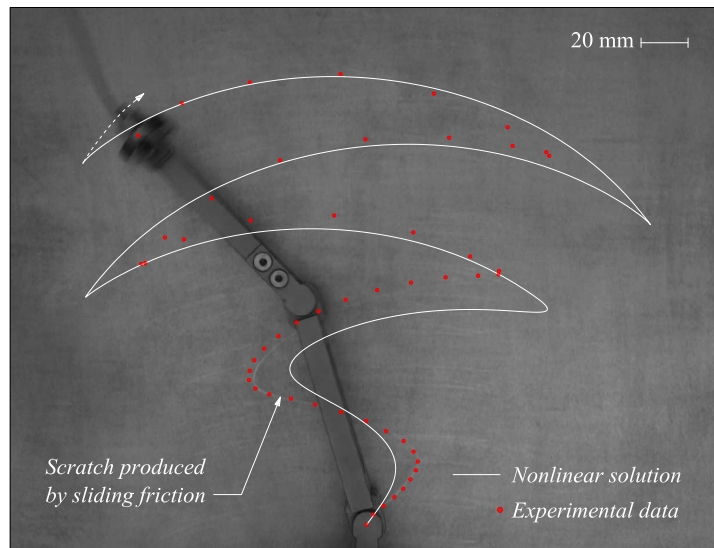 20 mm
Scratch produced
by sliding friction
Nonlinear solution
Experimental data